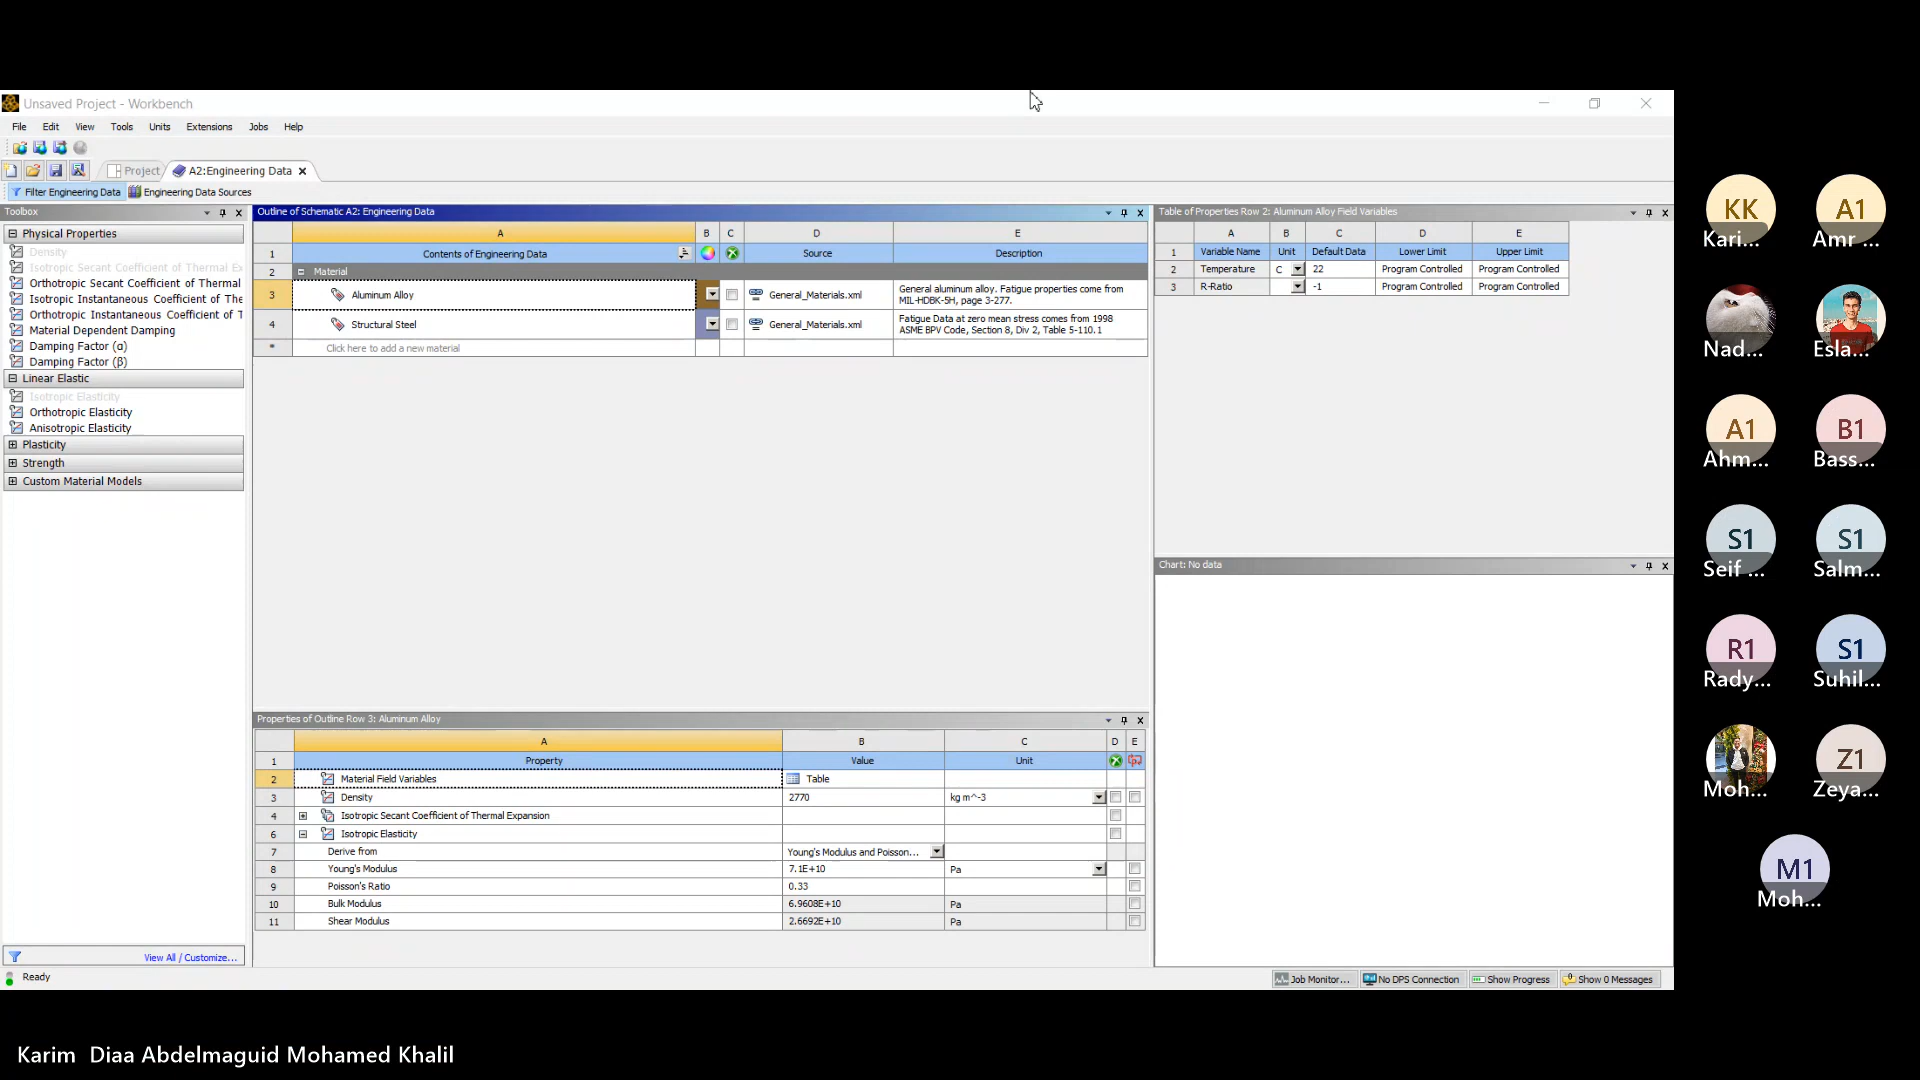 Unsaved Project - Workbench
File Edit View Tools Units Extensions Jobs Help
Project A2:Engineering Data
Filter Engineering Data Engineering Data Sources
Toolbox
Physical Properties
Density
Isotropic Secant Coefficient of Thermal Ex
Orthotropic Secant Coefficient of Thermal
Isotropic Instantaneous Coefficient of The
Orthotropic Instantaneous Coefficient of T
Material Dependent Damping
Damping Factor (α)
Damping Factor (β)
Linear Elastic
Isotropic Elasticity
Orthotropic Elasticity
Anisotropic Elasticity
Plasticity
Strength
Custom Material Models
View All / Customize...
Ready
Outline of Schematic A2: Engineering Data
A B C D E
1 Contents of Engineering Data Source Description
2 Material
3 Aluminum Alloy General_Materials.xml General aluminum alloy. Fatigue properties come from
MIL-HDBK-5H, page 3-277.
4 Structural Steel General_Materials.xml Fatigue Data at zero mean stress comes from 1998
ASME BPV Code, Section 8, Div 2, Table 5-110.1
* Click here to add a new material
Properties of Outline Row 3: Aluminum Alloy
A B C D E
1 Property Value Unit
2 Material Field Variables Table
3 Density 2770 kg m^-3
4 Isotropic Secant Coefficient of Thermal Expansion
6 Isotropic Elasticity
7 Derive from Young's Modulus and Poisson...
8 Young's Modulus 7.1E+10 Pa
9 Poisson's Ratio 0.33
10 Bulk Modulus 6.9608E+10 Pa
11 Shear Modulus 2.6692E+10 Pa
Table of Properties Row 2: Aluminum Alloy Field Variables
A B C D E
1 Variable Name Unit Default Data Lower Limit Upper Limit
2 Temperature C 22 Program Controlled Program Controlled
3 R-Ratio -1 Program Controlled Program Controlled
Chart: No data
Job Monitor... No DPS Connection Show Progress Show 0 Messages
KK A1
Kari... Amr ...
Nad... Esla...
A1 B1
Ahm... Bass...
S1 S1
Seif ... Salm...
R1 S1
Rady... Suhil...
Z1
Moh... Zeya...
M1
Moh...
Karim Diaa Abdelmaguid Mohamed Khalil